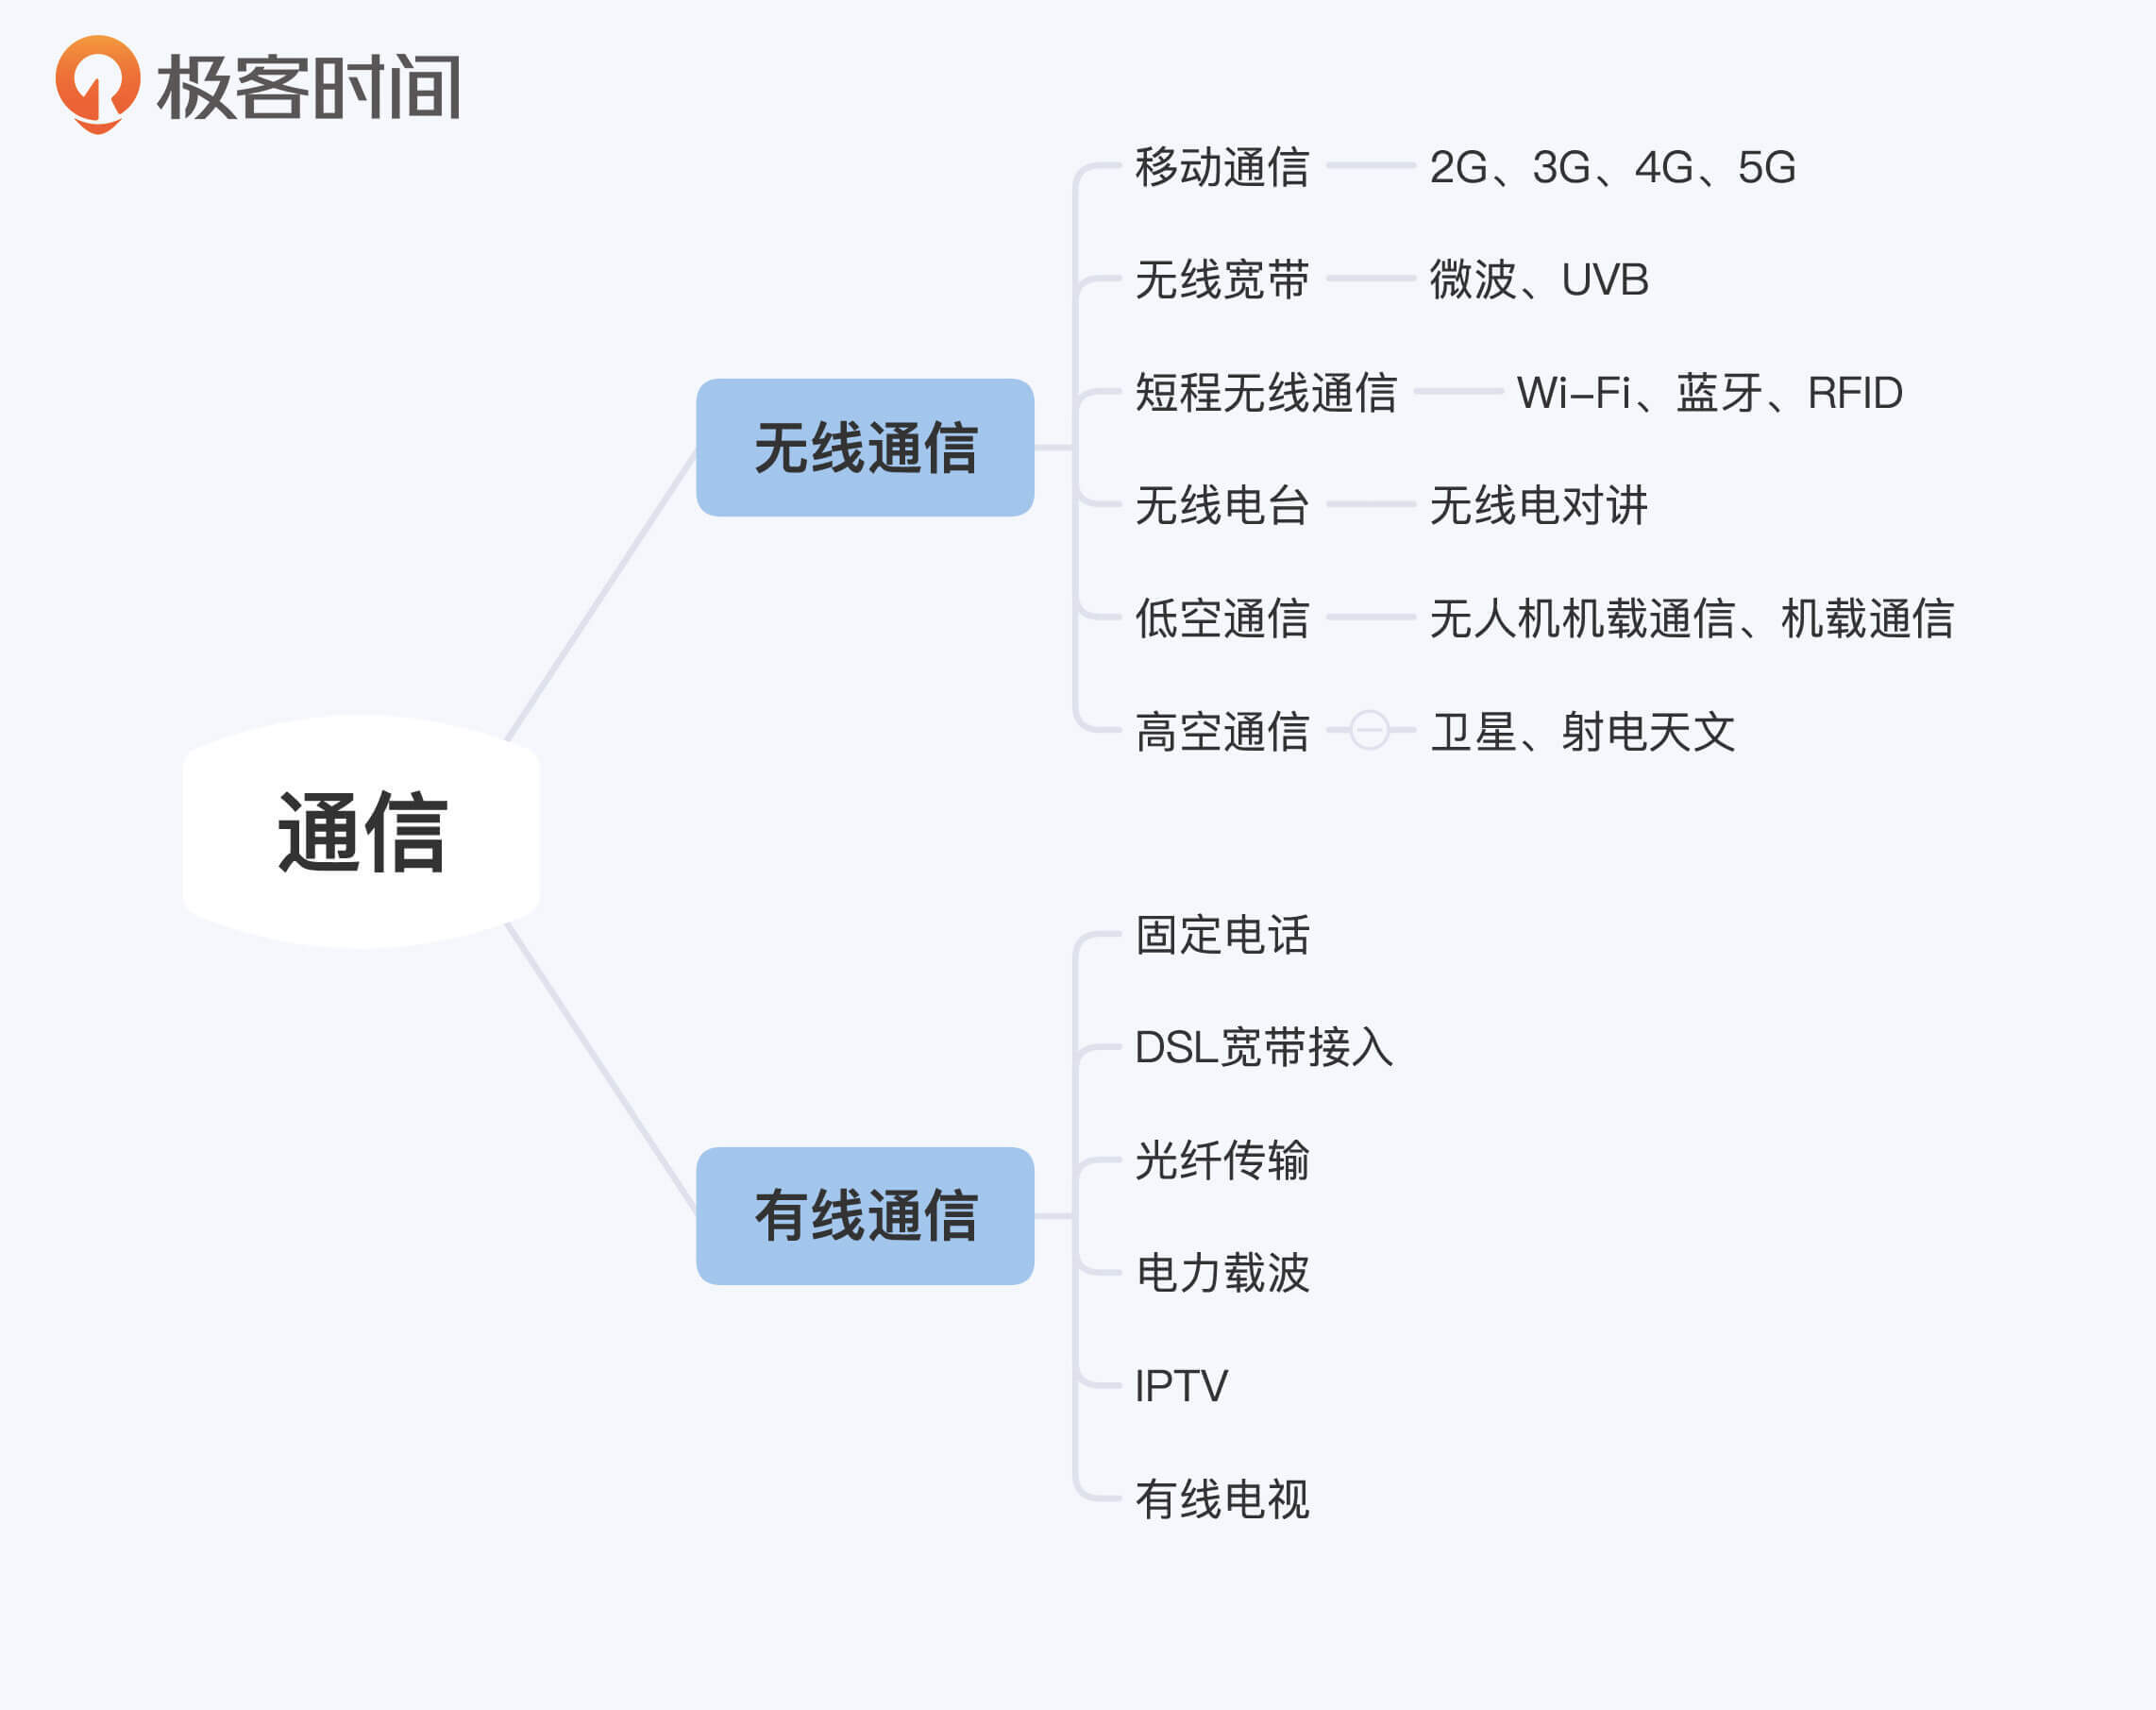 极客时间
移动通信 2G、3G、4G、5G
无线宽带 微波、UVB
短程无线通信 Wi-Fi、蓝牙、RFID
无线通信
无线电台 无线电对讲
低空通信 无人机机载通信、机载通信
高空通信 卫星、射电天文
通信
固定电话
DSL宽带接入
光纤传输
有线通信
电力载波
IPTV
有线电视